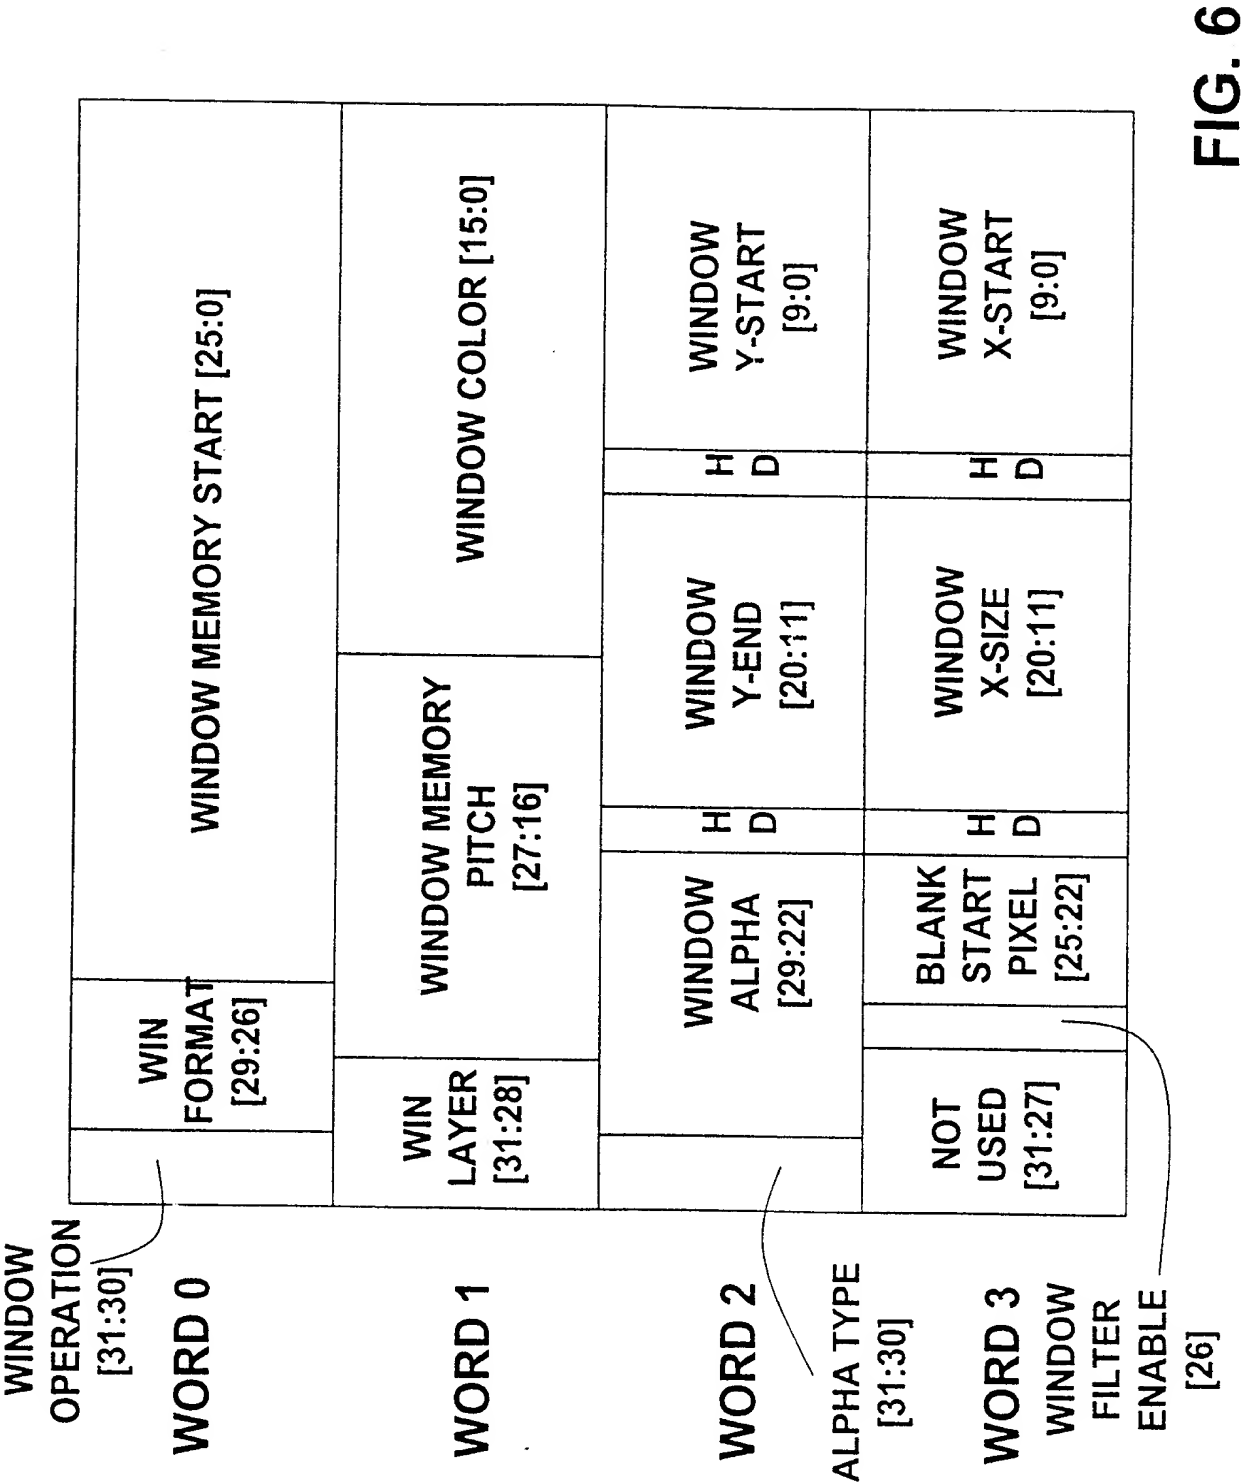 WINDOW
OPERATION
[31:30]
WORD 0
WIN
FORMAT
[29:26]
WINDOW MEMORY START [25:0]
WORD 1
WIN
LAYER
[31:28]
WINDOW MEMORY
PITCH
[27:16]
WINDOW COLOR [15:0]
WORD 2
ALPHA TYPE
[31:30]
WINDOW
ALPHA
[29:22]
H
D
WINDOW
Y-END
[20:11]
H
D
WINDOW
Y-START
[9:0]
WORD 3
WINDOW
FILTER
ENABLE
[26]
NOT
USED
[31:27]
BLANK
START
PIXEL
[25:22]
H
D
WINDOW
X-SIZE
[20:11]
H
D
WINDOW
X-START
[9:0]
FIG. 6